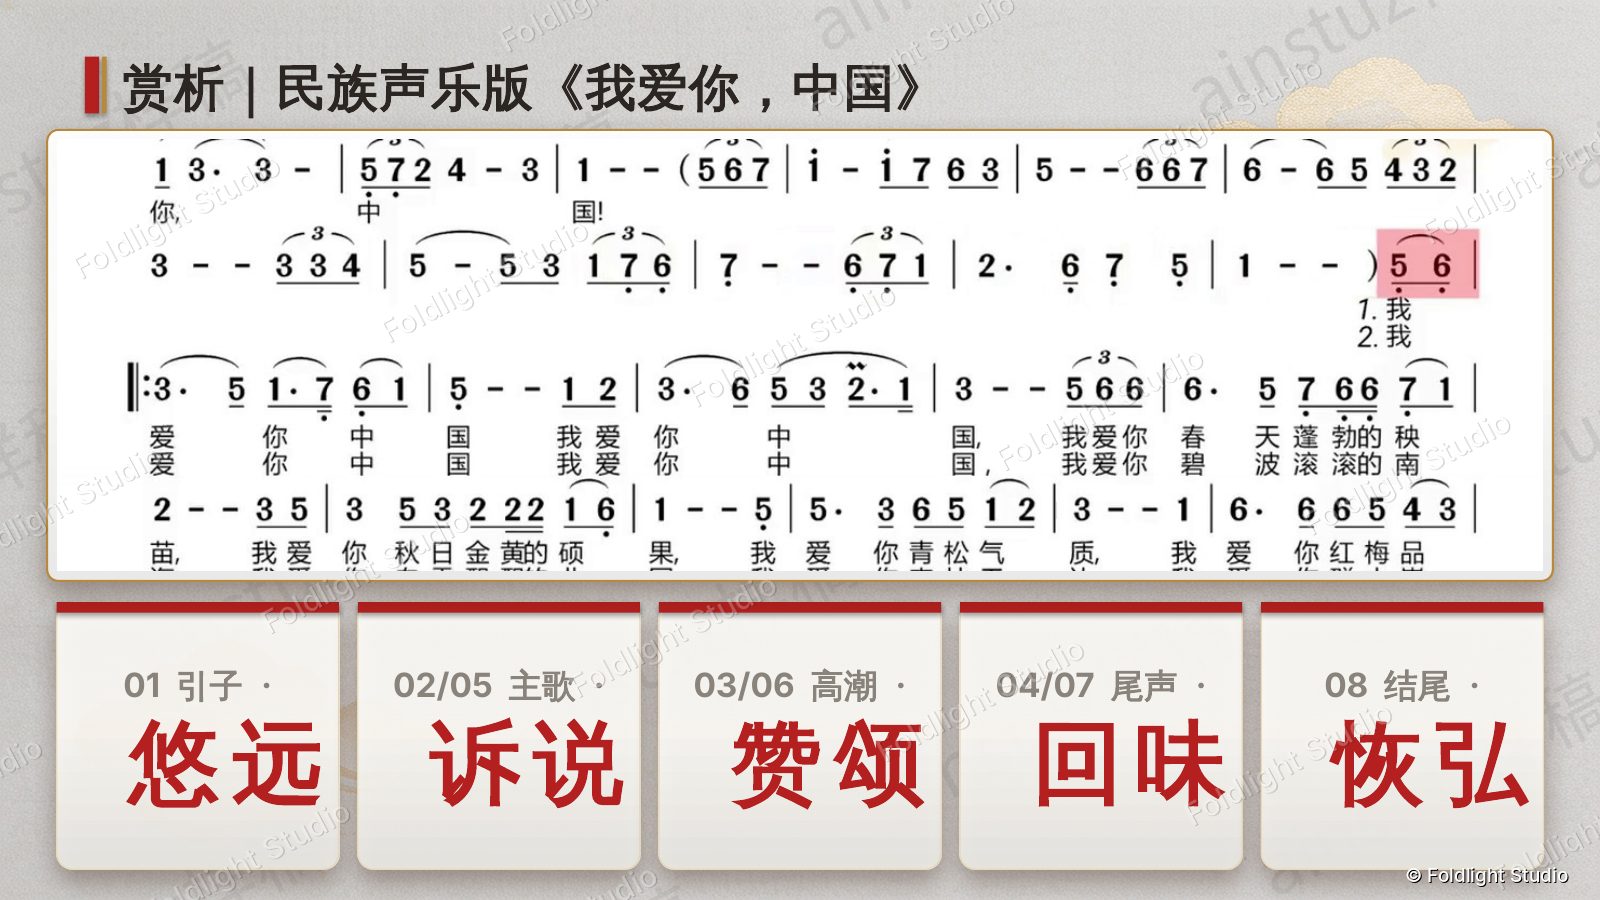 赏析｜民族声乐版《我爱你，中国》
1 3· 3 - | 5 7 2 4 - 3 | 1 - - (5 6 7 | i - i 7 6 3 | 5 - - 6 6 7 | 6 - 6 5 4 3 2 |
你, 中 国!
3 - - 3 3 4 | 5 - 5 3 1 7 6 | 7 - - 6 7 1 | 2· 6 7 5 | 1 - - ) 5 6 |
1. 我
2. 我
‖: 3· 5 1· 7 6 1 | 5 - - 1 2 | 3· 6 5 3 2· 1 | 3 - - 5 6 6 | 6· 5 7 6 6 7 1 |
爱 你 中 国 我 爱 你 中 国, 我 爱 你 春 天 蓬 勃的 秧
爱 你 中 国 我 爱 你 中 国, 我 爱 你 碧 波 滚 滚的 南
2 - - 3 5 | 3 5 3 2 2 2 1 6 | 1 - - 5 | 5· 3 6 5 1 2 | 3 - - 1 | 6· 6 6 5 4 3 |
苗, 我 爱 你 秋 日 金 黄的 硕 果, 我 爱 你 青 松 气 质, 我 爱 你 红 梅 品
01 引子 ·
悠远
02/05 主歌 ·
诉说
03/06 高潮 ·
赞颂
04/07 尾声 ·
回味
08 结尾 ·
恢弘
© Foldlight Studio